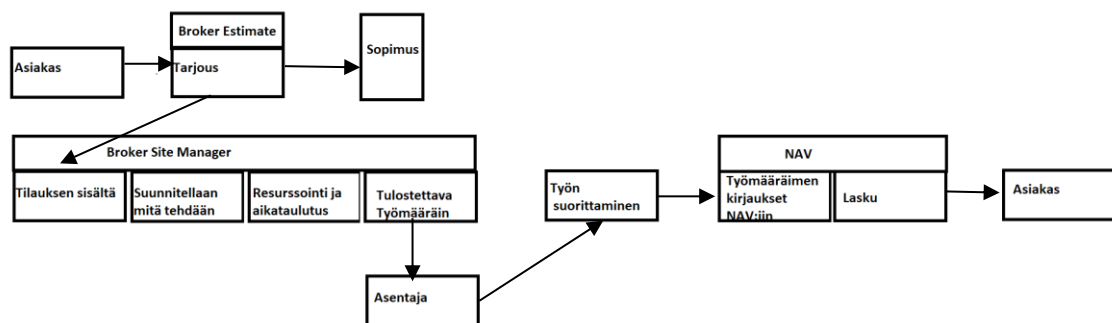 Broker Estimate
Asiakas
Tarjous
Sopimus
Broker Site Manager
Tilauksen sisältä
Suunnitellaan
mitä tehdään
Resurssointi ja
aikataulutus
Tulostettava
Työmääräin
Asentaja
Työn
suorittaminen
NAV
Työmääräimen
kirjaukset
NAV:iin
Lasku
Asiakas